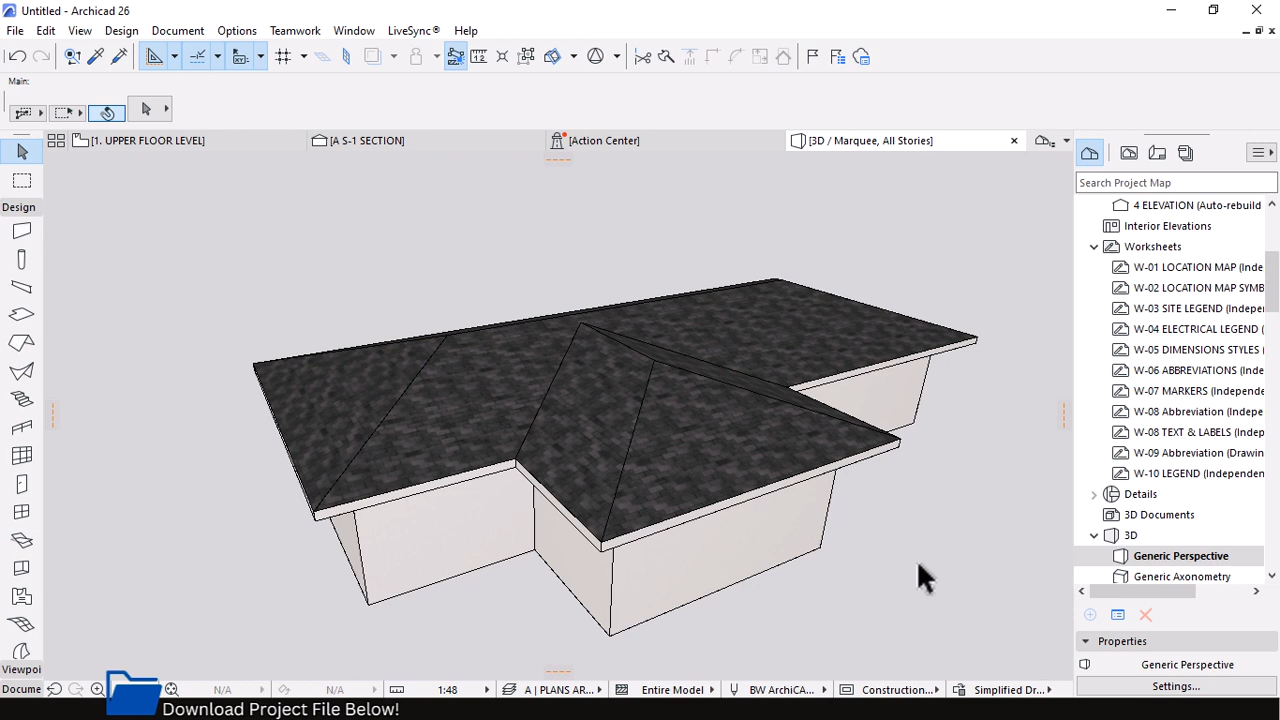 Untitled - Archicad 26
File Edit View Design Document Options Teamwork Window LiveSync® Help
Main:
[1. UPPER FLOOR LEVEL] [A S-1 SECTION] [Action Center] [3D / Marquee, All Stories]
Design
Viewpoi
Docume
Search Project Map
4 ELEVATION (Auto-rebuild
Interior Elevations
Worksheets
W-01 LOCATION MAP (Inde
W-02 LOCATION MAP SYMB
W-03 SITE LEGEND (Indepen
W-04 ELECTRICAL LEGEND (
W-05 DIMENSIONS STYLES (
W-06 ABBREVIATIONS (Inde
W-07 MARKERS (Independe
W-08 Abbreviation (Indepe
W-08 TEXT & LABELS (Indep
W-09 Abbreviation (Drawin
W-10 LEGEND (Independen
Details
3D Documents
3D
Generic Perspective
Generic Axonometry
Properties
Generic Perspective
Settings...
N/A N/A 1:48 A | PLANS AR... Entire Model BW ArchiCA... Construction... Simplified Dr...
Download Project File Below!